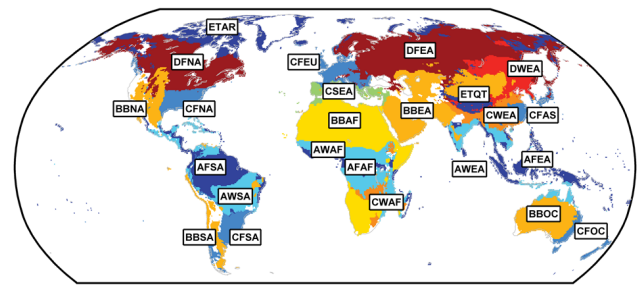 ETAR
DFNA
CFEU
DFEA
DWEA
CSEA
ETQT
BBNA
CFNA
BBEA
BBAF
CWEA
CFAS
AWAF
AFSA
AFAF
AWEA
AFEA
AWSA
CWAF
BBOC
BBSA
CFSA
CFOC